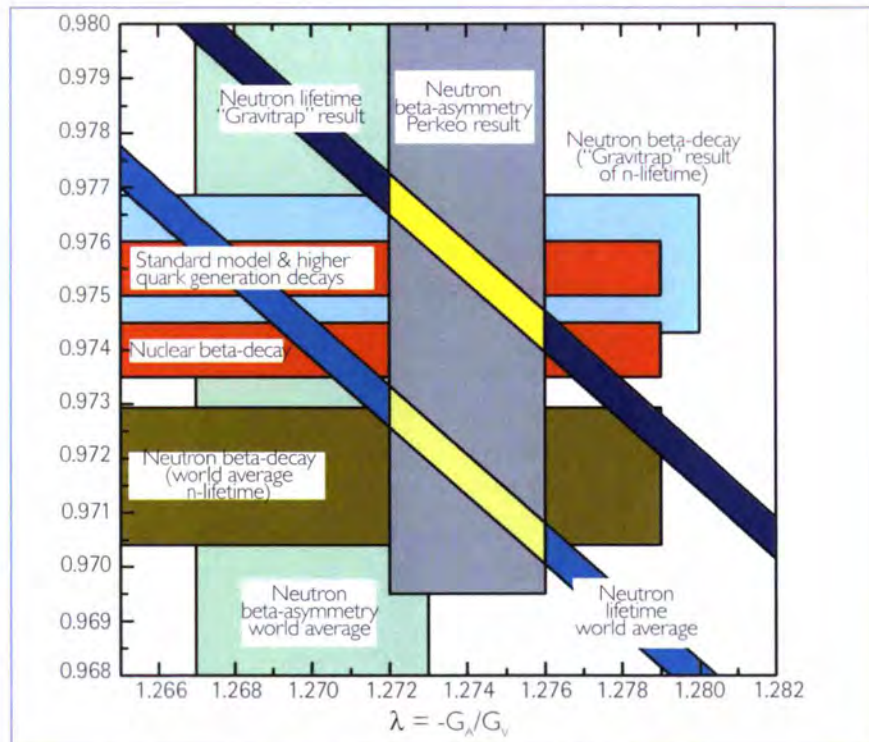 0.980
0.979
0.978
0.977
0.976
0.975
0.974
0.973
0.972
0.971
0.970
0.969
0.968
Neutron lifetime
"Gravitrap" result
Neutron
beta-asymmetry
Perkeo result
Neutron beta-decay
("Gravitrap" result
of n-lifetime)
Standard model & higher
quark generation decays
Nuclear beta-decay
Neutron beta-decay
(world average
n-lifetime)
Neutron
beta-asymmetry
world average
Neutron
lifetime
world average
1.266 1.268 1.270 1.272 1.274 1.276 1.278 1.280 1.282
λ = -G_A/G_V